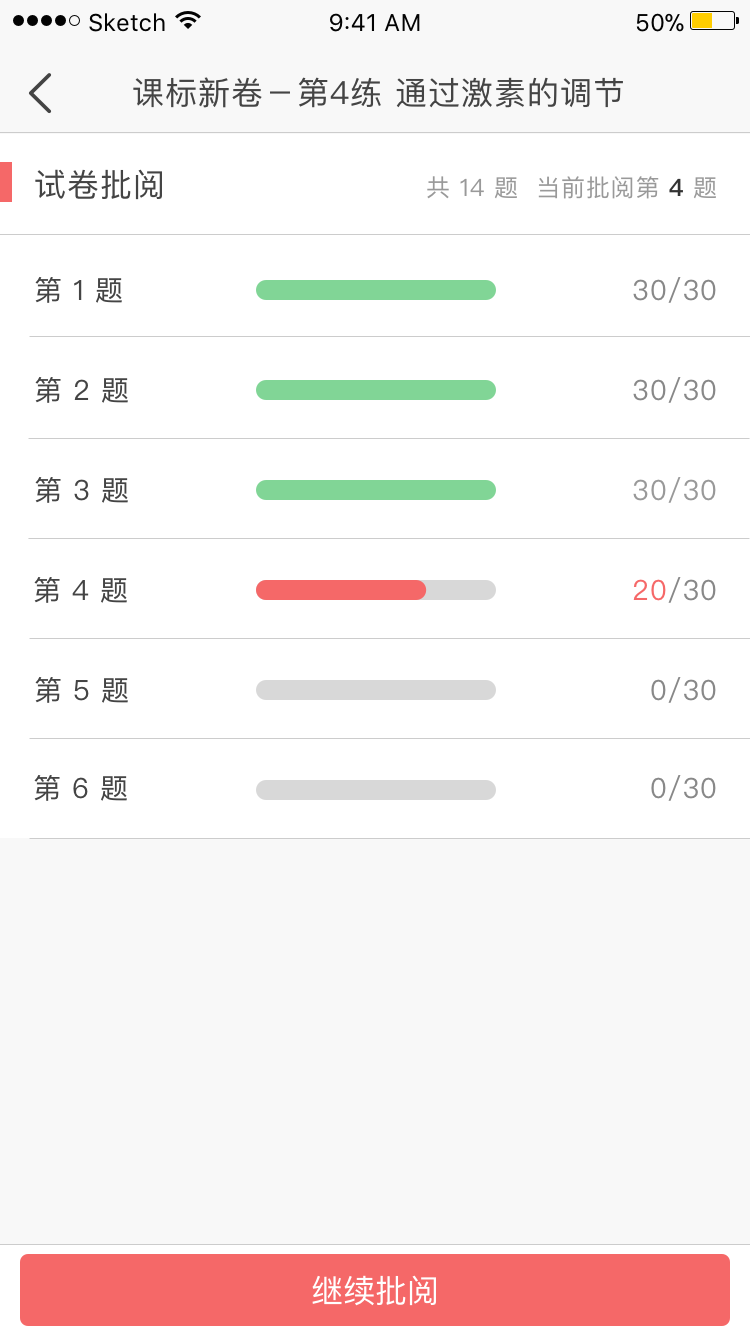 Sketch 9:41 AM 50%
课标新卷－第4练 通过激素的调节
试卷批阅 共 14 题 当前批阅第 4 题
第 1 题 30/30
第 2 题 30/30
第 3 题 30/30
第 4 题 20/30
第 5 题 0/30
第 6 题 0/30
继续批阅